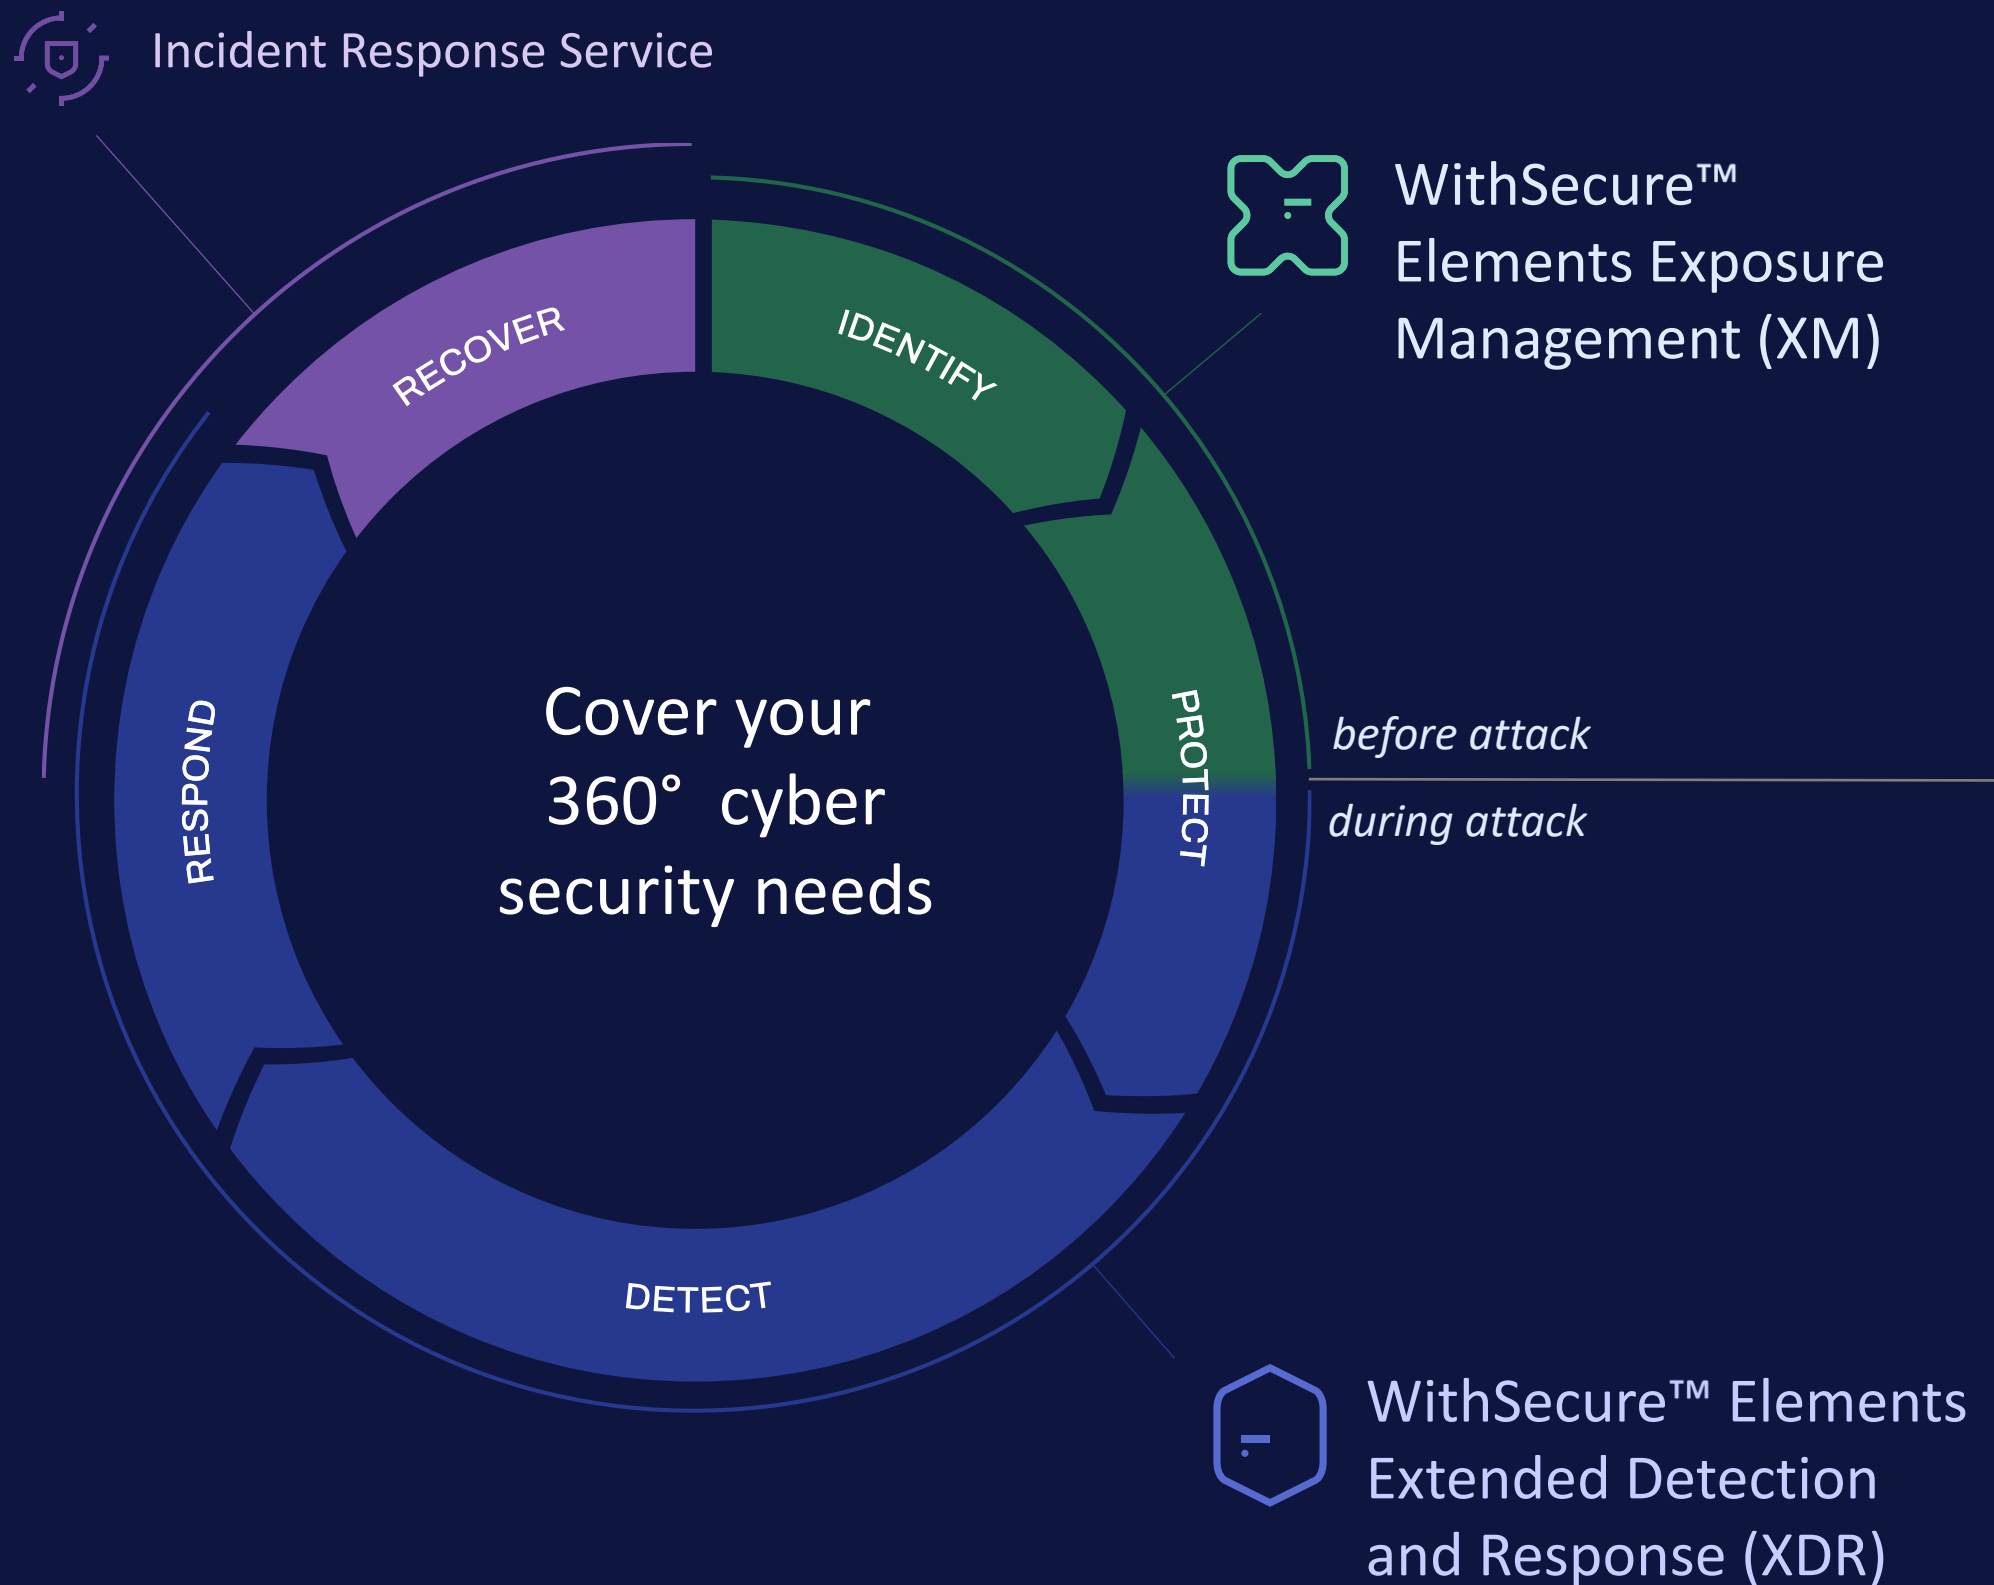 Incident Response Service
WithSecure™
Elements Exposure
Management (XM)
RECOVER
IDENTIFY
PROTECT
RESPOND
DETECT
Cover your
360° cyber
security needs
before attack
during attack
WithSecure™ Elements
Extended Detection
and Response (XDR)